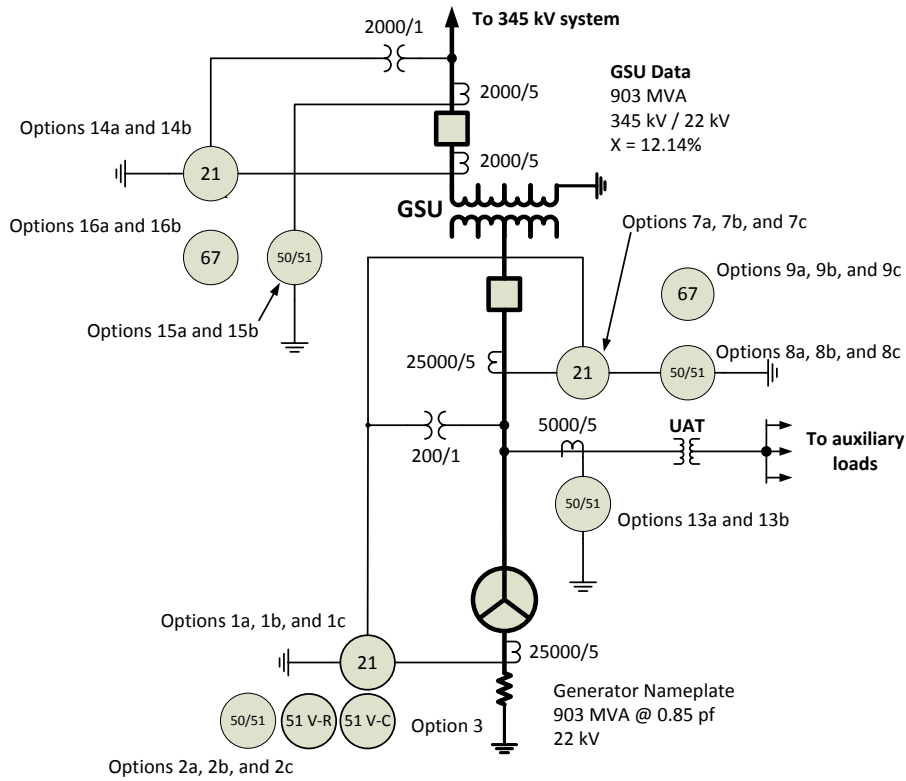 To 345 kV system
2000/1
GSU Data
903 MVA
345 kV / 22 kV
X = 12.14%
2000/5
Options 14a and 14b
2000/5
21
GSU
Options 7a, 7b, and 7c
Options 16a and 16b
67
50/51
Options 9a, 9b, and 9c
67
Options 15a and 15b
25000/5
21
50/51
Options 8a, 8b, and 8c
200/1
5000/5
UAT
To auxiliary
loads
50/51
Options 13a and 13b
Options 1a, 1b, and 1c
21
25000/5
50/51
51 V-R
51 V-C
Option 3
Generator Nameplate
903 MVA @ 0.85 pf
22 kV
Options 2a, 2b, and 2c